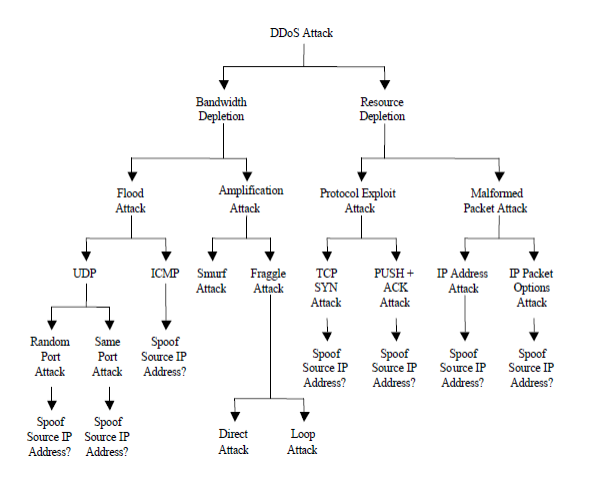 DDoS Attack
Bandwidth
Depletion
Resource
Depletion
Flood
Attack
Amplification
Attack
Protocol Exploit
Attack
Malformed
Packet Attack
UDP
ICMP
Smurf
Attack
Fraggle
Attack
TCP
SYN
Attack
PUSH +
ACK
Attack
IP Address
Attack
IP Packet
Options
Attack
Random
Port
Attack
Same
Port
Attack
Spoof
Source IP
Address?
Spoof
Source IP
Address?
Spoof
Source IP
Address?
Spoof
Source IP
Address?
Spoof
Source IP
Address?
Spoof
Source IP
Address?
Spoof
Source IP
Address?
Direct
Attack
Loop
Attack